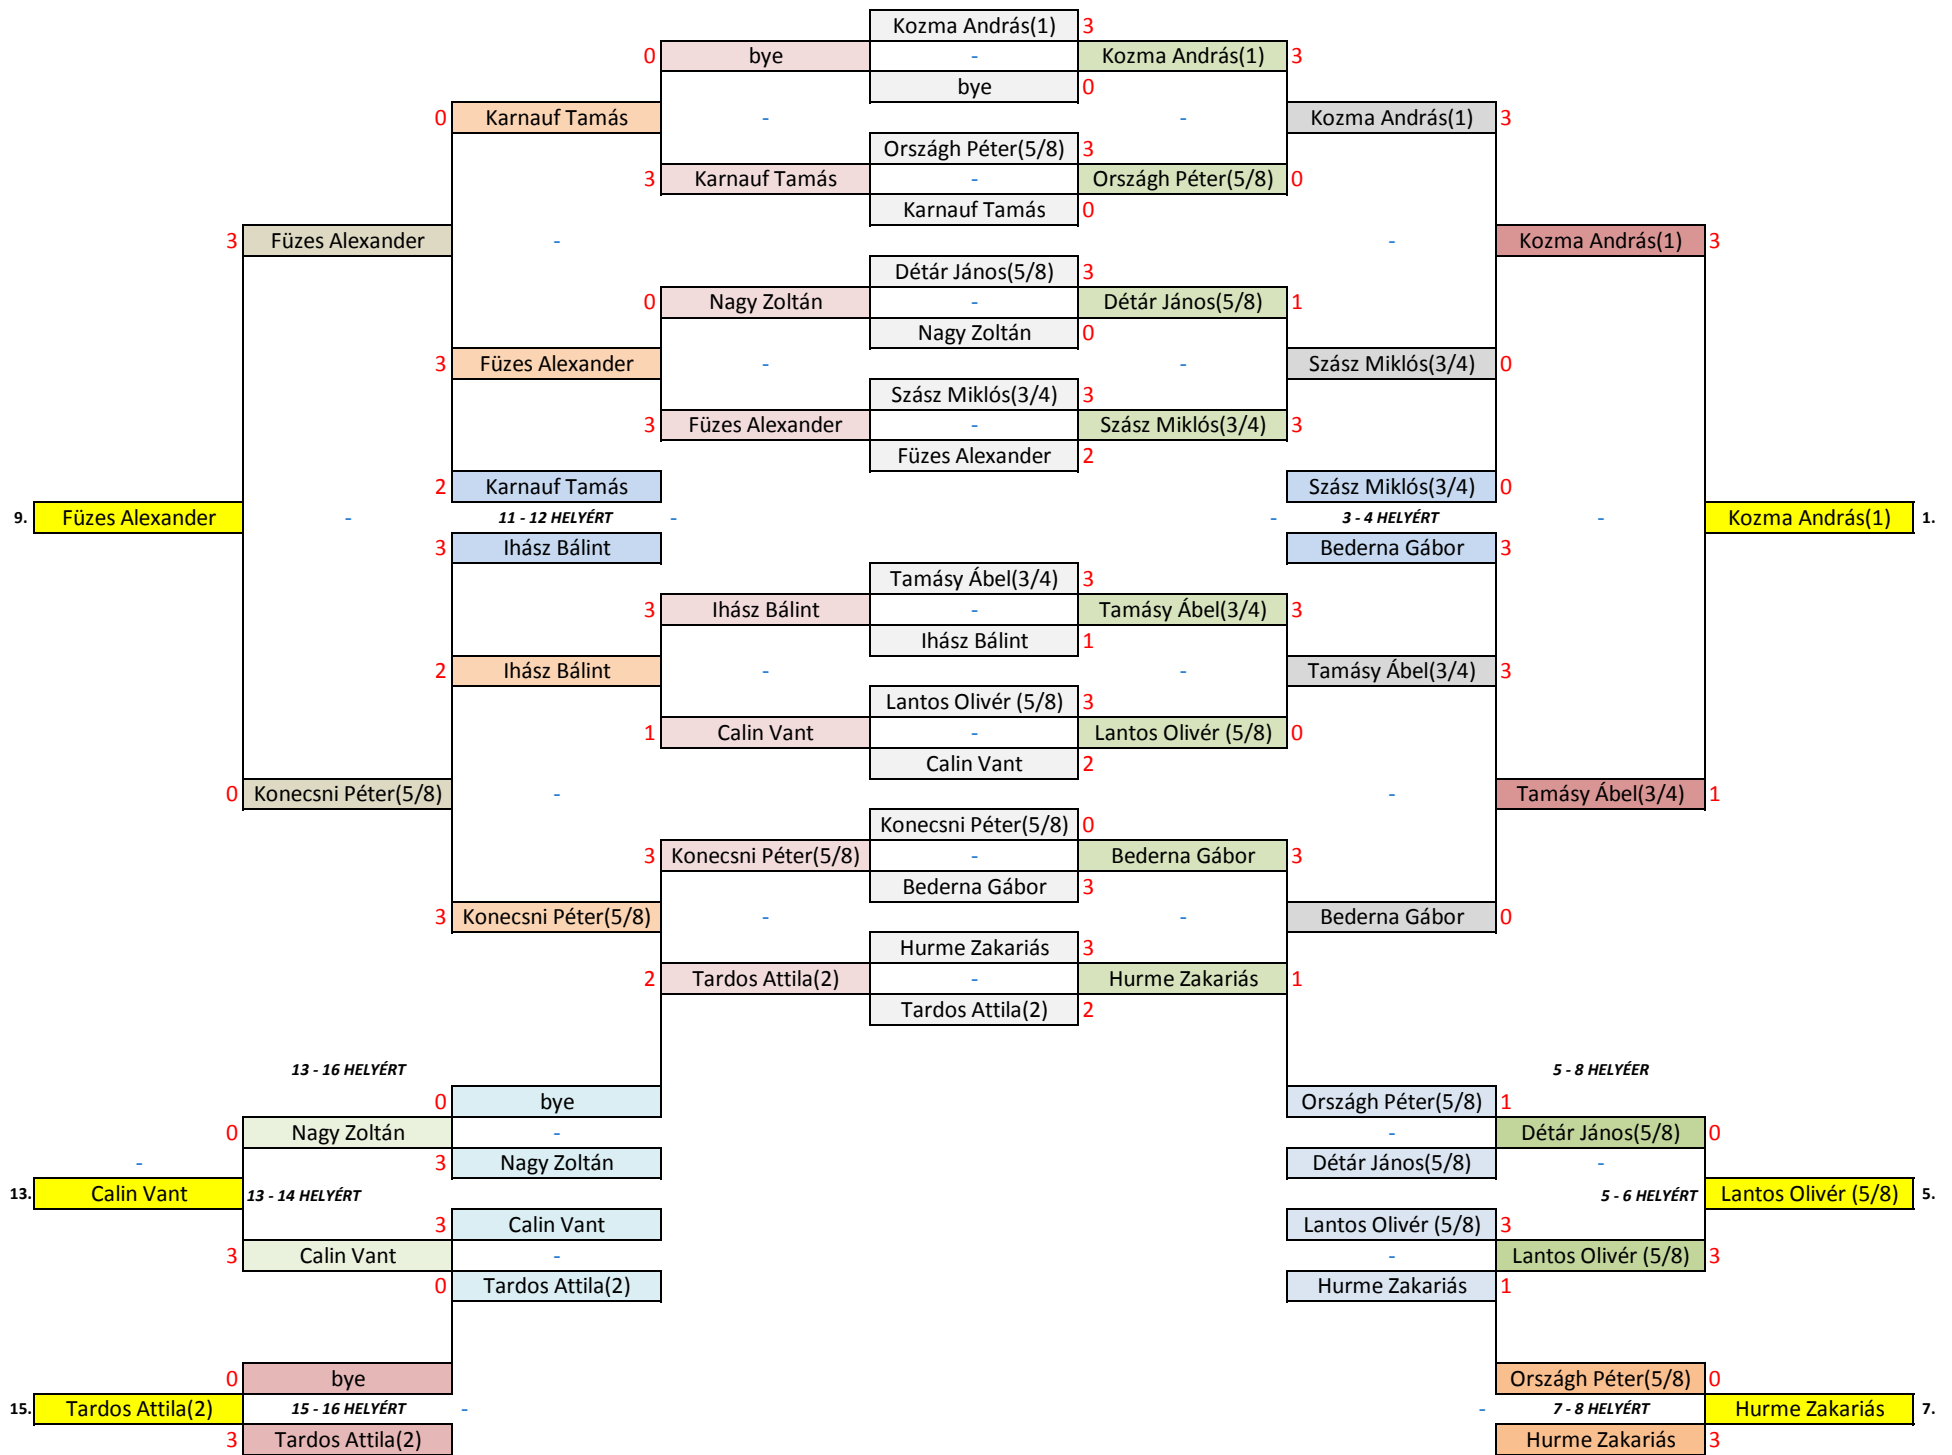 Kozma András(1) 3
0 bye - Kozma András(1) 3
bye 0
0 Karnauf Tamás - - Kozma András(1) 3
Országh Péter(5/8) 3
3 Karnauf Tamás - Országh Péter(5/8) 0
Karnauf Tamás 0
3 Füzes Alexander - - Kozma András(1) 3
Détár János(5/8) 3
0 Nagy Zoltán - Détár János(5/8) 1
Nagy Zoltán 0
3 Füzes Alexander - - Szász Miklós(3/4) 0
Szász Miklós(3/4) 3
3 Füzes Alexander - Szász Miklós(3/4) 3
Füzes Alexander 2
2 Karnauf Tamás Szász Miklós(3/4) 0
9. Füzes Alexander - 11 - 12 HELYÉRT - - 3 - 4 HELYÉRT - Kozma András(1) 1.
3 Ihász Bálint Bederna Gábor 3
Tamásy Ábel(3/4) 3
3 Ihász Bálint - Tamásy Ábel(3/4) 3
Ihász Bálint 1
2 Ihász Bálint - - Tamásy Ábel(3/4) 3
Lantos Olivér (5/8) 3
1 Calin Vant - Lantos Olivér (5/8) 0
Calin Vant 2
0 Konecsni Péter(5/8) - - Tamásy Ábel(3/4) 1
Konecsni Péter(5/8) 0
3 Konecsni Péter(5/8) - Bederna Gábor 3
Bederna Gábor 3
3 Konecsni Péter(5/8) - - Bederna Gábor 0
Hurme Zakariás 3
2 Tardos Attila(2) - Hurme Zakariás 1
Tardos Attila(2) 2
13 - 16 HELYÉRT 5 - 8 HELYÉER
0 bye Országh Péter(5/8) 1
0 Nagy Zoltán - - Détár János(5/8) 0
- 3 Nagy Zoltán Détár János(5/8) -
13. Calin Vant 13 - 14 HELYÉRT 5 - 6 HELYÉRT Lantos Olivér (5/8) 5.
3 Calin Vant Lantos Olivér (5/8) 3
3 Calin Vant - - Lantos Olivér (5/8) 3
0 Tardos Attila(2) Hurme Zakariás 1
0 bye Országh Péter(5/8) 0
15. Tardos Attila(2) 15 - 16 HELYÉRT - - 7 - 8 HELYÉRT Hurme Zakariás 7.
3 Tardos Attila(2) Hurme Zakariás 3